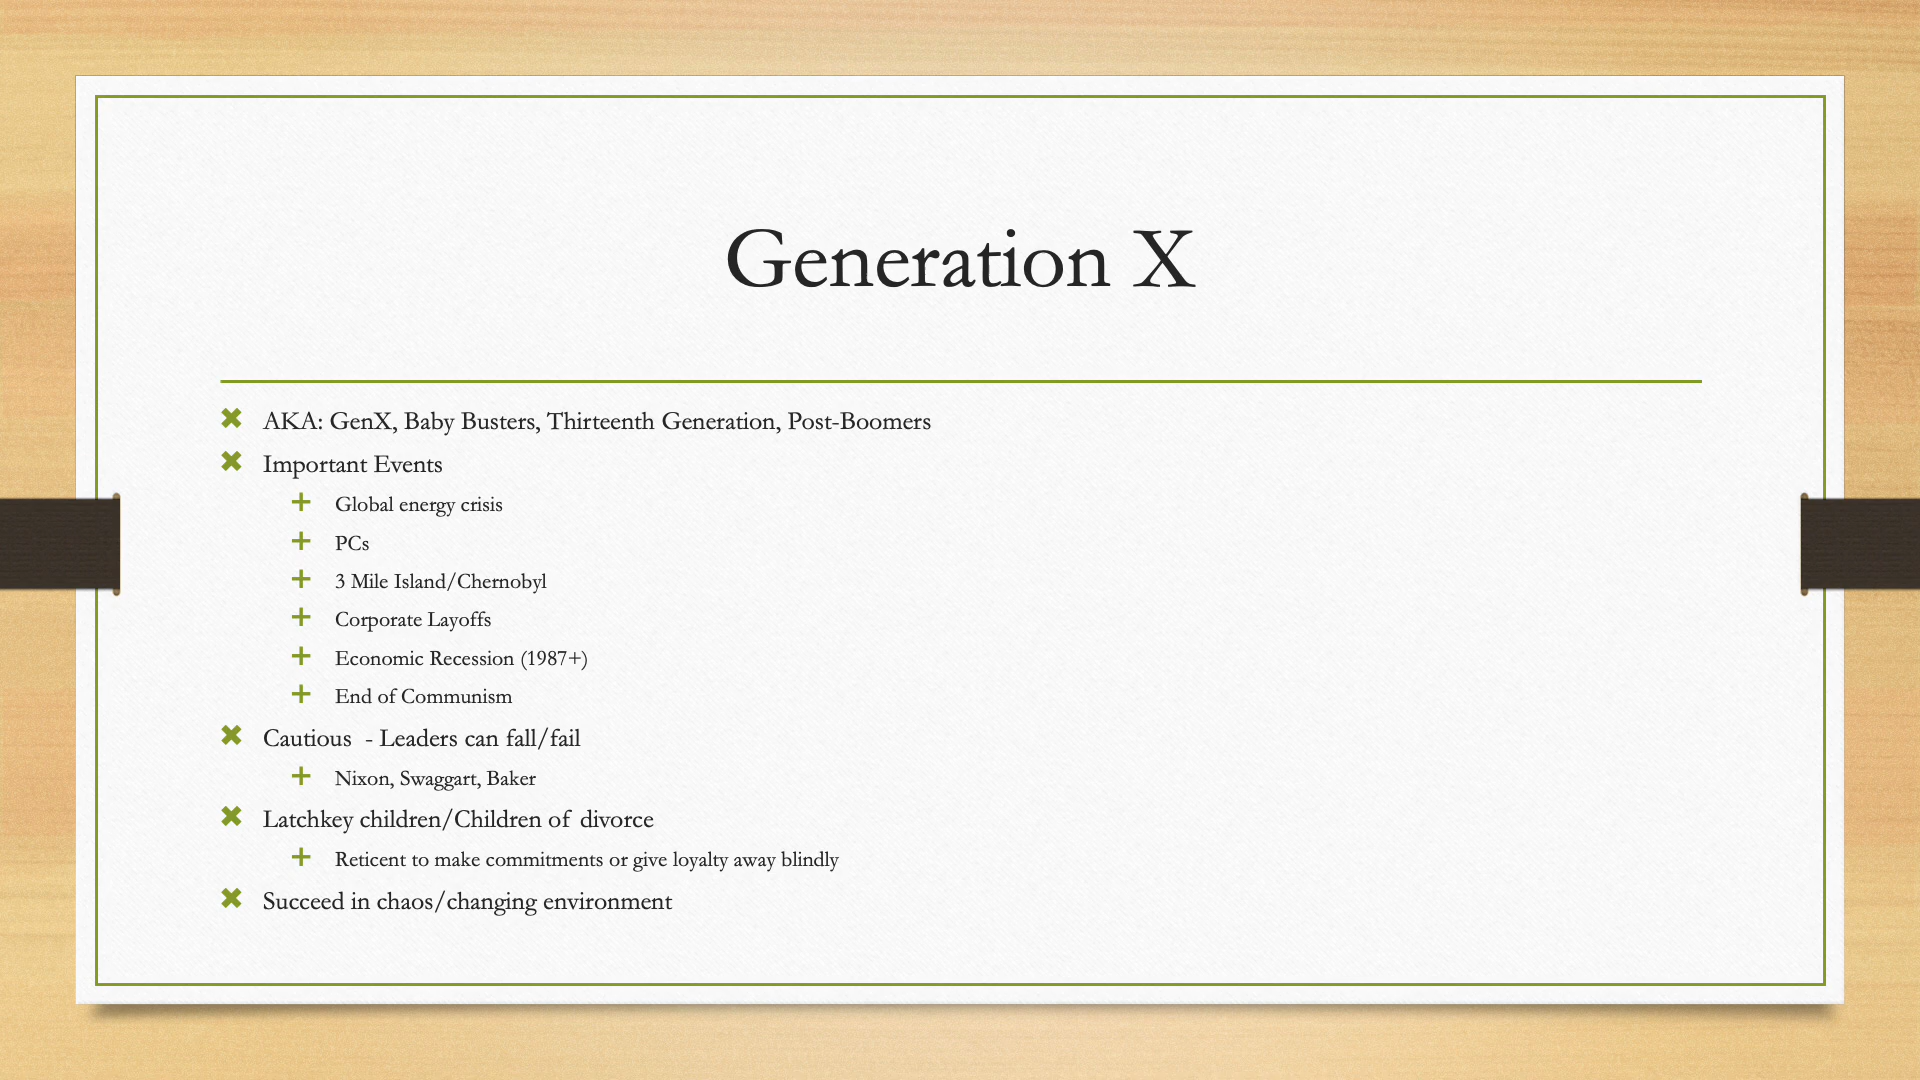 Generation X
AKA: GenX, Baby Busters, Thirteenth Generation, Post-Boomers
Important Events
Global energy crisis
PCs
3 Mile Island/Chernobyl
Corporate Layoffs
Economic Recession (1987+)
End of Communism
Cautious  - Leaders can fall/fail
Nixon, Swaggart, Baker
Latchkey children/Children of divorce
Reticent to make commitments or give loyalty away blindly
Succeed in chaos/changing environment